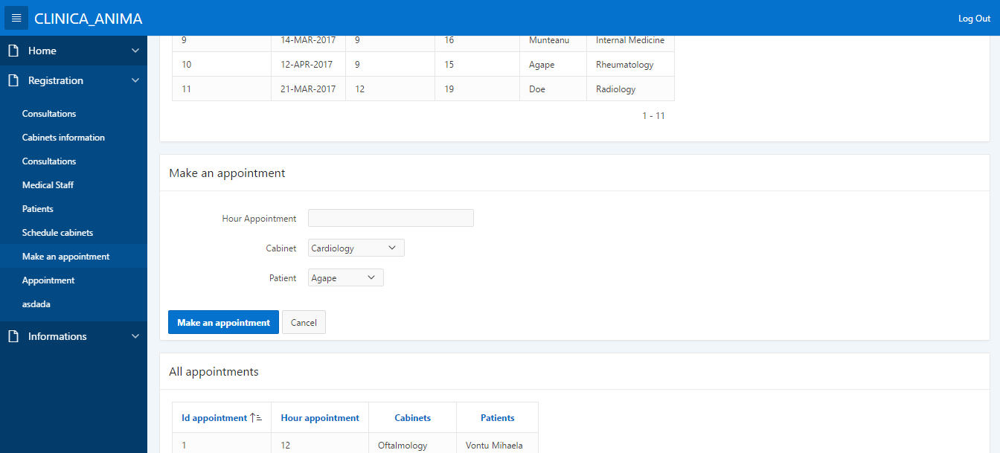 CLINICA_ANIMA
Log Out
Home
Registration
Consultations
Cabinets information
Consultations
Medical Staff
Patients
Schedule cabinets
Make an appointment
Appointment
asdada
Informations
9 14-MAR-2017 9 16 Munteanu Internal Medicine
10 12-APR-2017 9 15 Agape Rheumatology
11 21-MAR-2017 12 19 Doe Radiology
1 - 11
Make an appointment
Hour Appointment
Cabinet Cardiology
Patient Agape
Make an appointment Cancel
All appointments
Id appointment Hour appointment Cabinets Patients
1 12 Oftalmology Vontu Mihaela